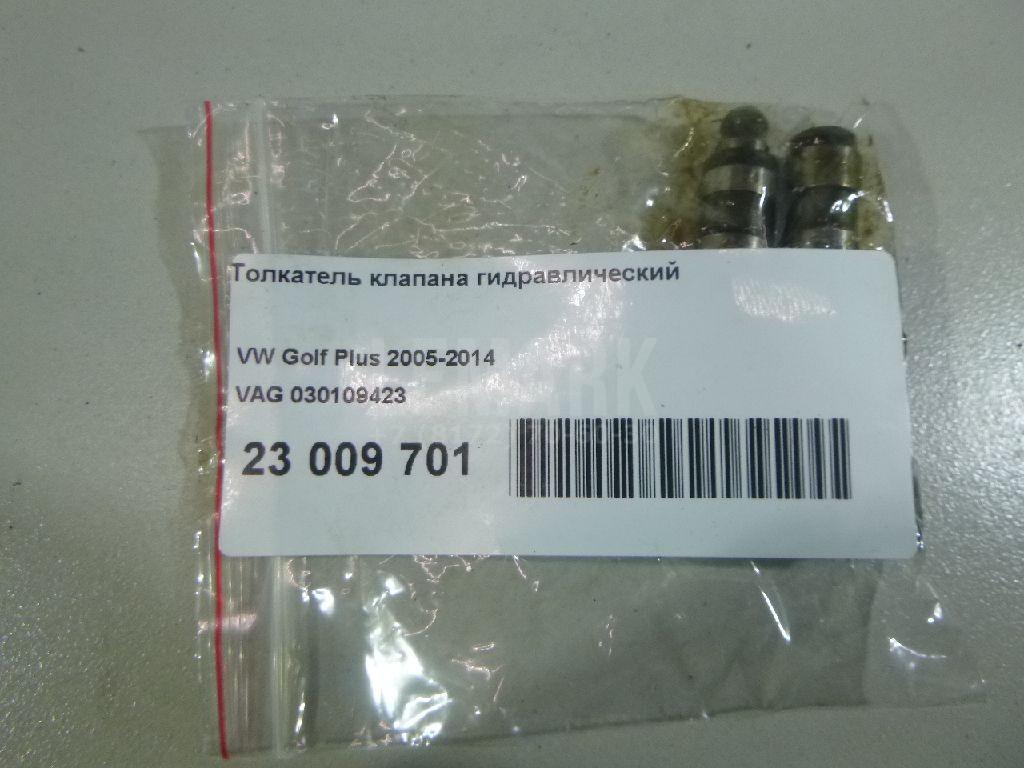 Толкатель клапана гидравлический
VW Golf Plus 2005-2014
VAG 030109423
23 009 701